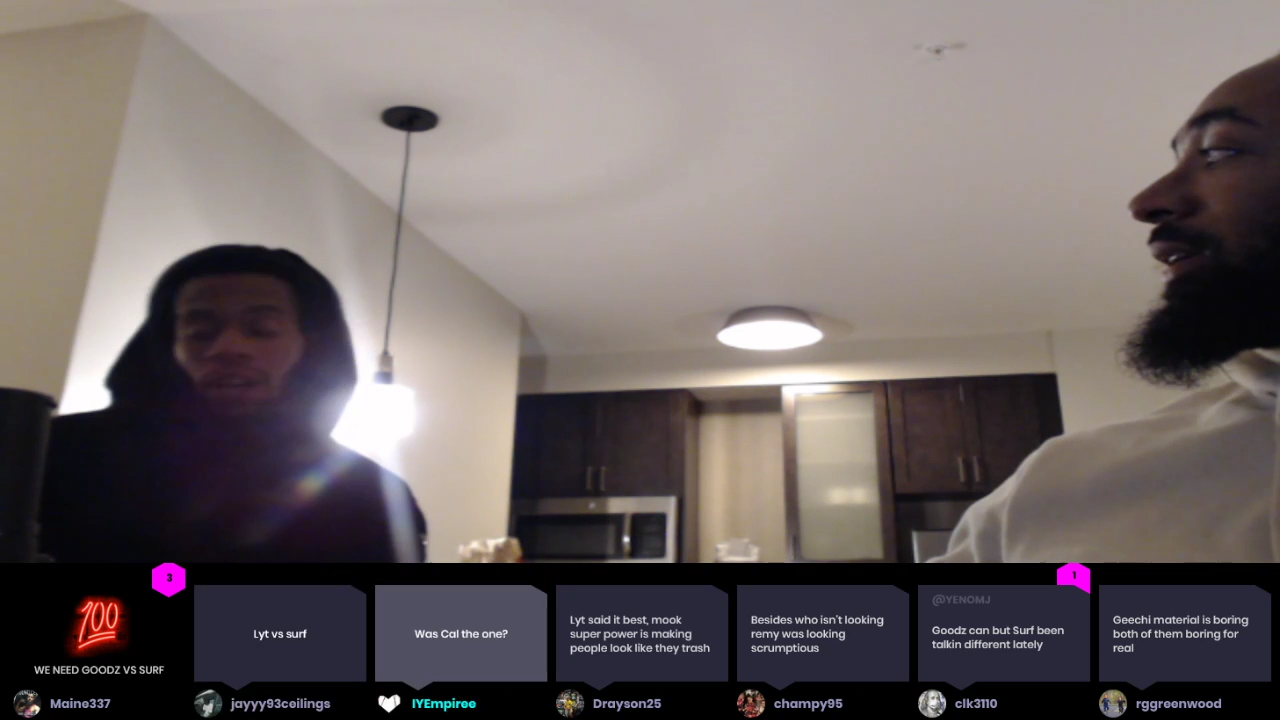 3
100
WE NEED GOODZ VS SURF
Maine337
Lyt vs surf
jayyy93ceilings
Was Cal the one?
IYEmpiree
Lyt said it best, mook
super power is making
people look like they trash
Drayson25
Besides who isn't looking
remy was looking
scrumptious
champy95
1
@YENOMJ
Goodz can but Surf been
talkin different lately
clk3110
Geechi material is boring
both of them boring for
real
rggreenwood